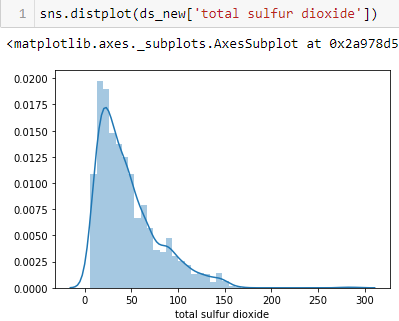 1 sns.distplot(ds_new['total sulfur dioxide'])
<matplotlib.axes._subplots.AxesSubplot at 0x2a978d5
0.0200
0.0175
0.0150
0.0125
0.0100
0.0075
0.0050
0.0025
0.0000
0 50 100 150 200 250 300
total sulfur dioxide